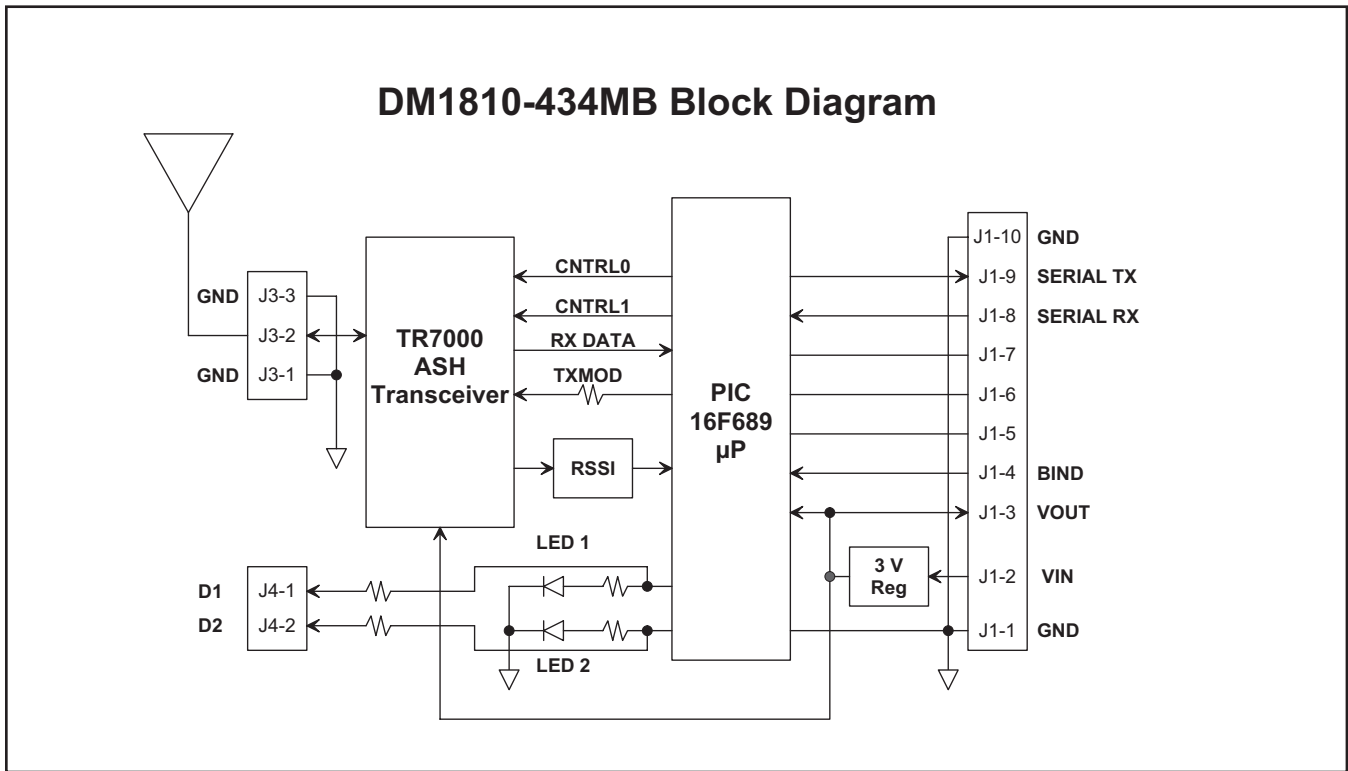 DM1810-434MB Block Diagram
GND
J3-3
J3-2
GND
J3-1
TR7000
ASH
Transceiver
CNTRL0
CNTRL1
RX DATA
TXMOD
RSSI
PIC
16F689
µP
J1-10
GND
J1-9
SERIAL TX
J1-8
SERIAL RX
J1-7
J1-6
J1-5
J1-4
BIND
J1-3
VOUT
3 V
Reg
J1-2
VIN
J1-1
GND
LED 1
D1
J4-1
D2
J4-2
LED 2